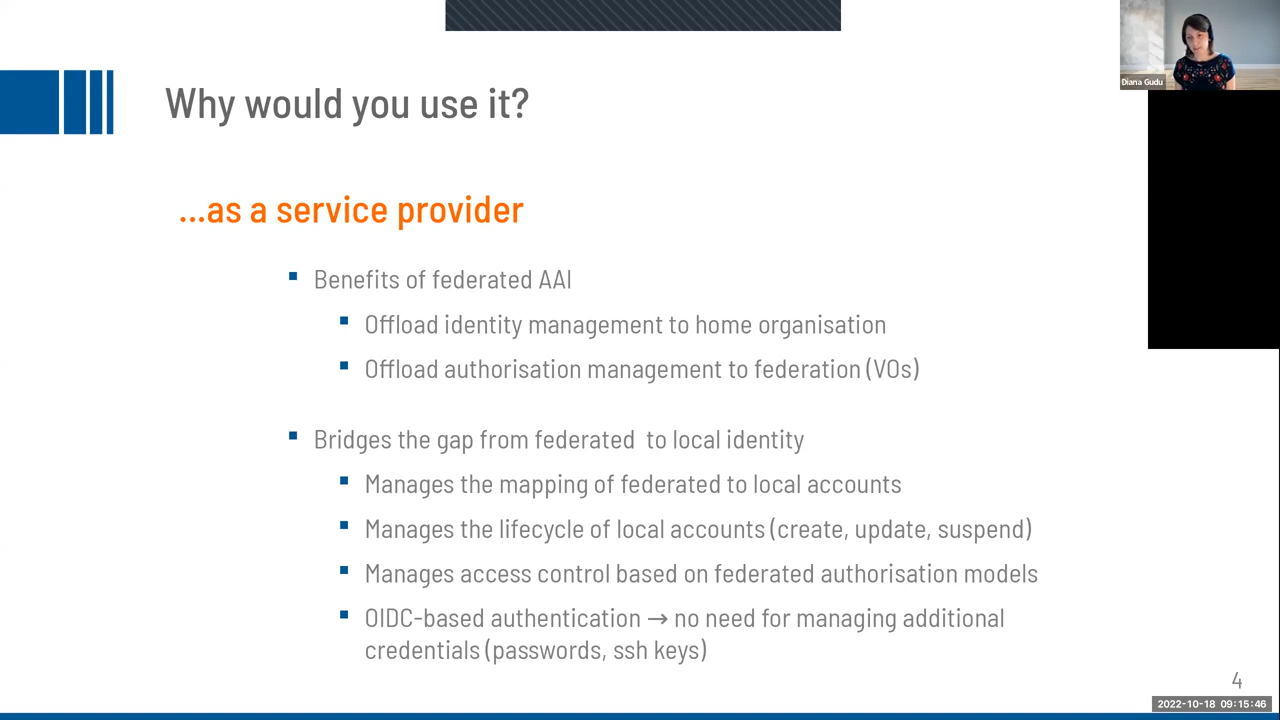 Why would you use it?
Diana Gudu
...as a service provider
Benefits of federated AAI
Offload identity management to home organisation
Offload authorisation management to federation (VOs)
Bridges the gap from federated to local identity
Manages the mapping of federated to local accounts
Manages the lifecycle of local accounts (create, update, suspend)
Manages access control based on federated authorisation models
OIDC-based authentication → no need for managing additional
credentials (passwords, ssh keys)
4
2022-10-18 09:15:46